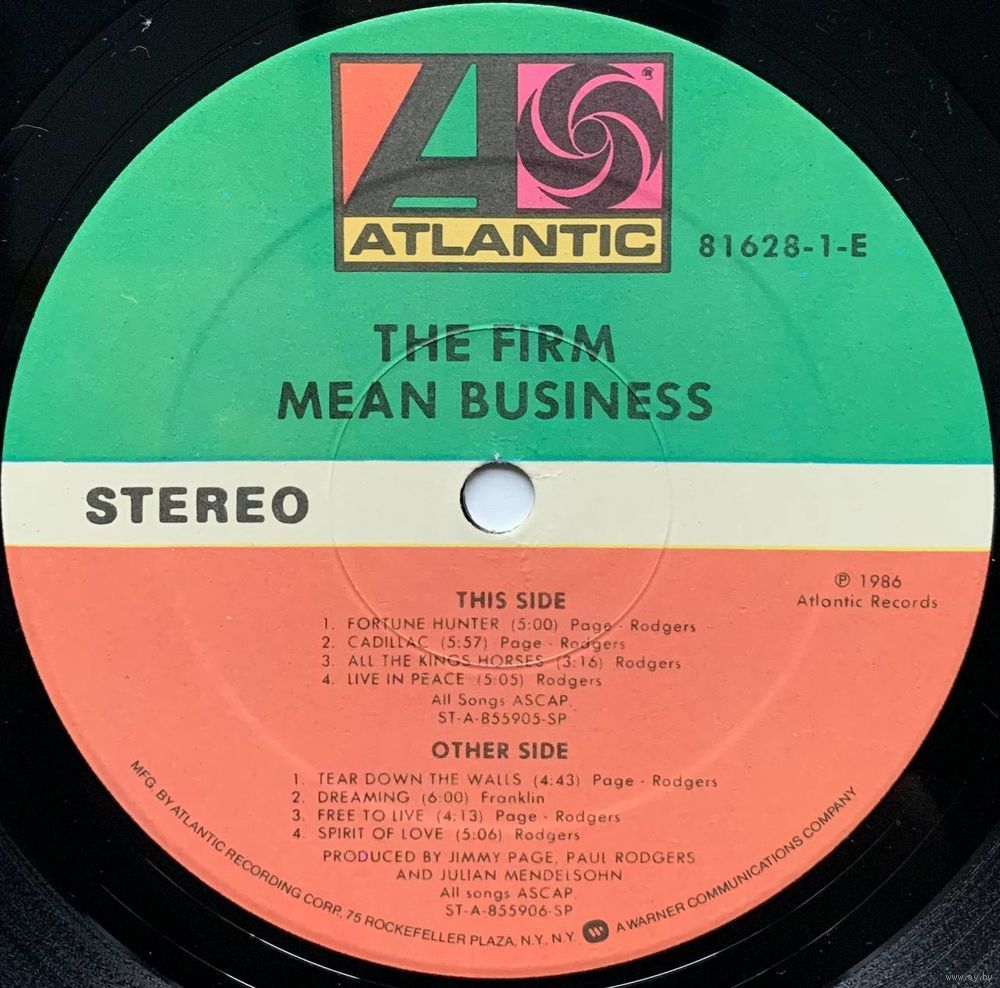 ®
ATLANTIC
81628-1-E
THE FIRM
MEAN BUSINESS
STEREO
℗ 1986
Atlantic Records
THIS SIDE
1. FORTUNE HUNTER (5:00) Page - Rodgers
2. CADILLAC (5:57) Page - Rodgers
3. ALL THE KINGS HORSES (3:16) Rodgers
4. LIVE IN PEACE (5:05) Rodgers
All Songs ASCAP.
ST-A-855905-SP
OTHER SIDE
1. TEAR DOWN THE WALLS (4:43) Page - Rodgers
2. DREAMING (6:00) Franklin
3. FREE TO LIVE (4:13) Page - Rodgers
4. SPIRIT OF LOVE (5:06) Rodgers
PRODUCED BY JIMMY PAGE, PAUL RODGERS
AND JULIAN MENDELSOHN
All songs ASCAP.
ST-A-855906-SP
MFG. BY ATLANTIC RECORDING CORP., 75 ROCKEFELLER PLAZA, N.Y., N.Y. A WARNER COMMUNICATIONS COMPANY
www.ay.by